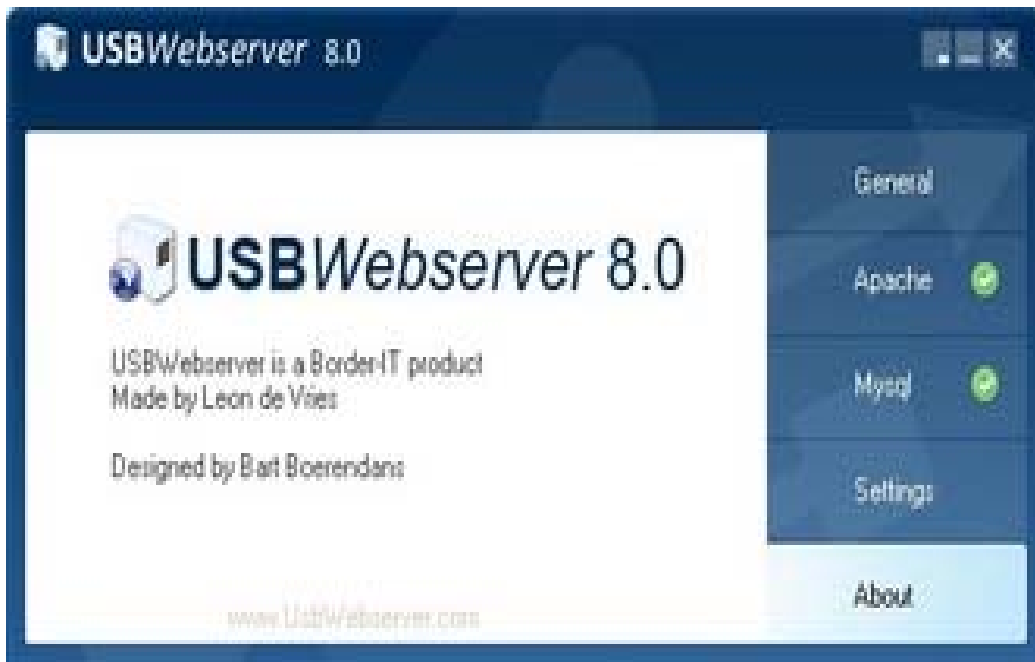 USBWebserver 8.0
USBWebserver 8.0
USBWebserver is a Border-IT product
Made by Leon de Vries
Designed by Bart Boerendans
www.UsbWebserver.com
General
Apache
Mysql
Settings
About